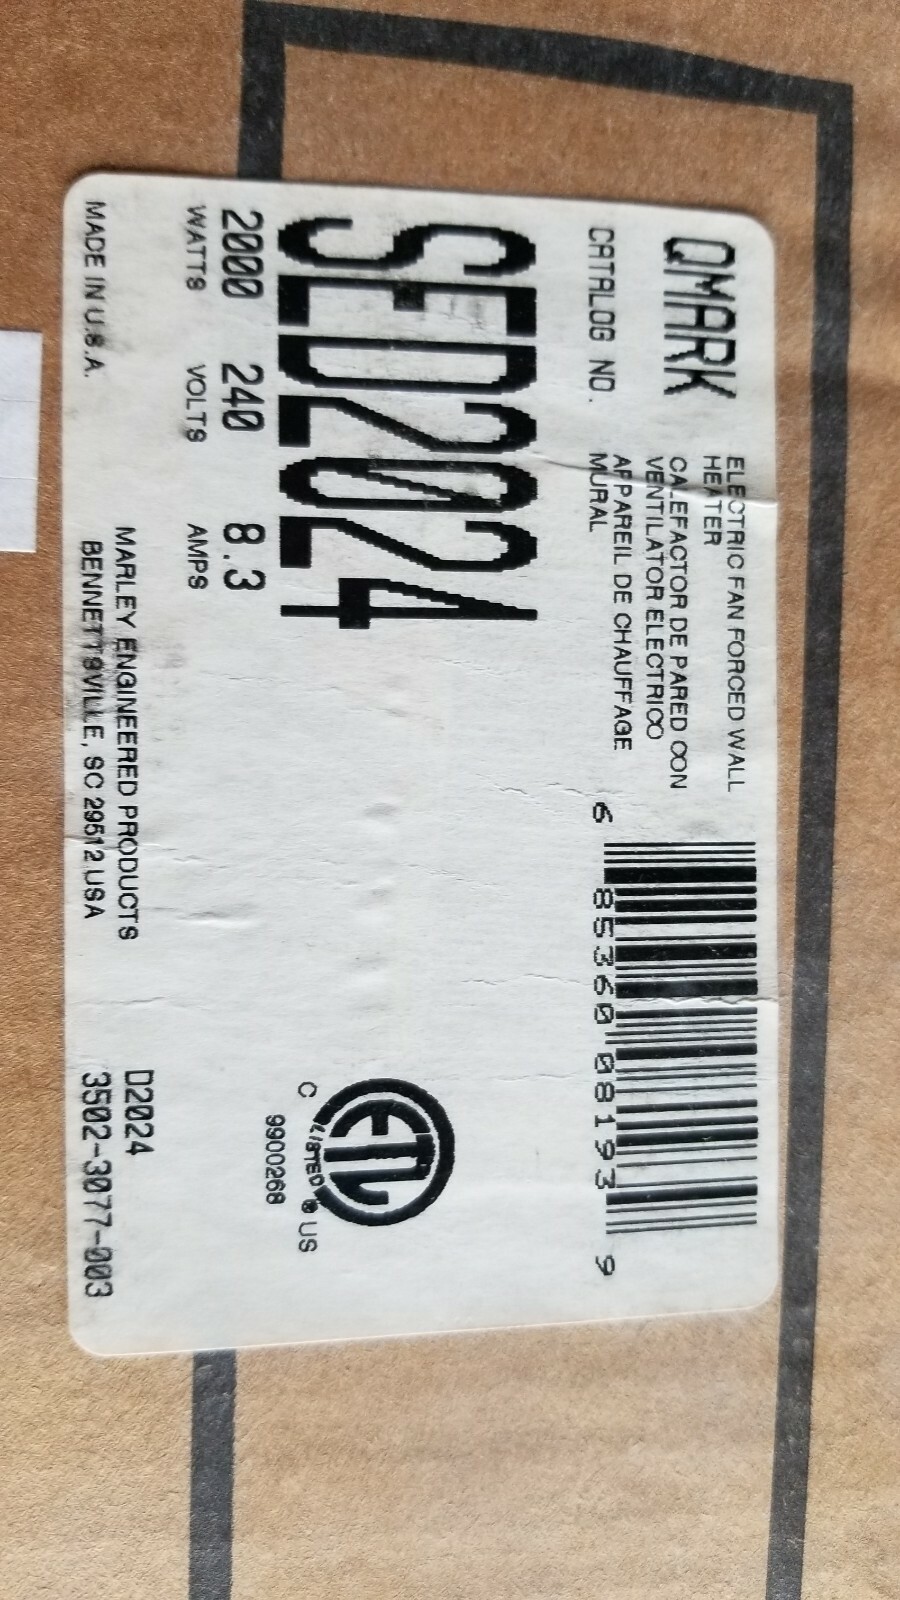 QMARK
ELECTRIC FAN FORCED WALL
HEATER
CALEFACTOR DE PARED CON
VENTILATOR ELECTRICO
APPAREIL DE CHAUFFAGE
MURAL
CATALOG NO.
6 85360 08193 9
SED2024
2000 240 8.3
WATTS VOLTS AMPS
ETL
C LISTED US
9900268
MARLEY ENGINEERED PRODUCTS
BENNETTSVILLE, SC 29512 USA
MADE IN U.S.A.
D2024
3502-3077-003